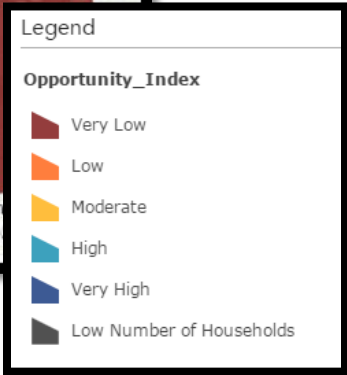 Legend
Opportunity_Index
Very Low
Low
Moderate
High
Very High
Low Number of Households